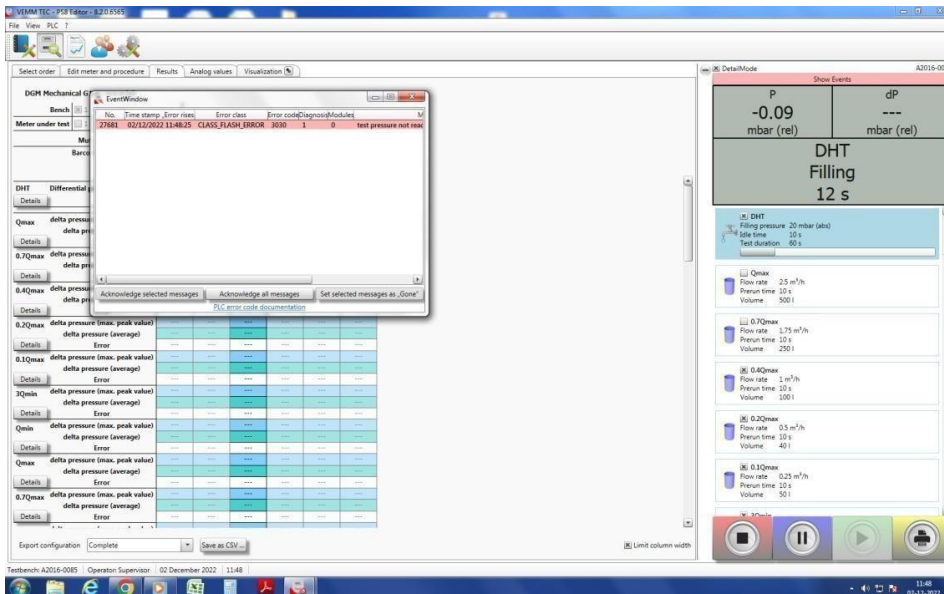 VEMM TEC - PS8 Editor - 8.2.0.6565
File View PLC ?
Select order Edit meter and procedure Results Analog values Visualization
DGM Mechanical G
Bench
Meter under test
Mu
Barco
DHT Differential p
Details
Qmax delta pressu
delta pre
Details
0.7Qmax delta pressu
delta pre
Details
0.4Qmax delta pressu
delta pre
Details
0.2Qmax delta pressure (max. peak value) --- --- --- --- --- ---
delta pressure (average) --- --- --- --- --- ---
Details Error --- --- --- --- --- ---
0.1Qmax delta pressure (max. peak value) --- --- --- --- --- ---
delta pressure (average) --- --- --- --- --- ---
Details Error --- --- --- --- --- ---
3Qmin delta pressure (max. peak value) --- --- --- --- --- ---
delta pressure (average) --- --- --- --- --- ---
Details Error --- --- --- --- --- ---
Qmin delta pressure (max. peak value) --- --- --- --- --- ---
delta pressure (average) --- --- --- --- --- ---
Details Error --- --- --- --- --- ---
Qmax delta pressure (max. peak value) --- --- --- --- --- ---
delta pressure (average) --- --- --- --- --- ---
Details Error --- --- --- --- --- ---
0.7Qmax delta pressure (max. peak value) --- --- --- --- --- ---
delta pressure (average) --- --- --- --- --- ---
Details Error --- --- --- --- --- ---
EventWindow
No. Time stamp „Error rises Error class Error code Diagnosis Modules M
27681 02/12/2022 11:48:25 CLASS_FLASH_ERROR 3030 1 0 test pressure not reac
Acknowledge selected messages Acknowledge all messages Set selected messages as „Gone"
PLC error code documentation
Export configuration Complete Save as CSV ... Limit column width
DetailMode A2016-00
Show Events
P dP
-0.09 ---
mbar (rel) mbar (rel)
DHT
Filling
12 s
DHT
Filling pressure 20 mbar (abs)
Idle time 10 s
Test duration 60 s
Qmax
Flow rate 2.5 m³/h
Prerun time 10 s
Volume 500 l
0.7Qmax
Flow rate 1.75 m³/h
Prerun time 10 s
Volume 250 l
0.4Qmax
Flow rate 1 m³/h
Prerun time 10 s
Volume 100 l
0.2Qmax
Flow rate 0.5 m³/h
Prerun time 10 s
Volume 40 l
0.1Qmax
Flow rate 0.25 m³/h
Prerun time 10 s
Volume 50 l
3Qmin
Testbench: A2016-0085 Operator: Supervisor 02 December 2022 11:48
11:48
02-12-2022